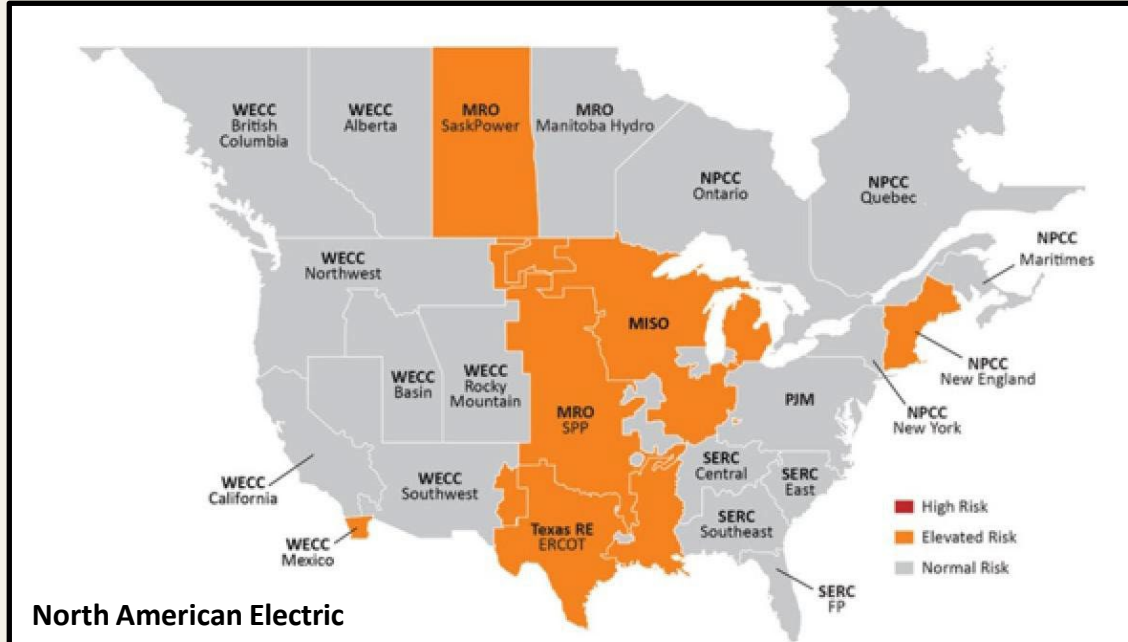 WECC
British
Columbia
WECC
Alberta
MRO
SaskPower
MRO
Manitoba Hydro
NPCC
Ontario
NPCC
Quebec
NPCC
Maritimes
WECC
Northwest
MISO
NPCC
New England
WECC
Basin
WECC
Rocky
Mountain
MRO
SPP
PJM
NPCC
New York
WECC
California
WECC
Southwest
SERC
Central
SERC
East
WECC
Mexico
Texas RE
ERCOT
SERC
Southeast
SERC
FP
High Risk
Elevated Risk
Normal Risk
North American Electric